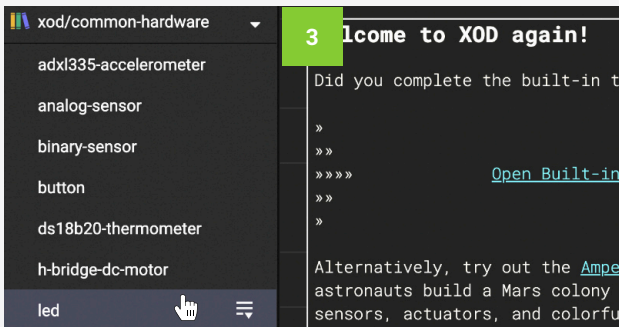 xod/common-hardware
adxl335-accelerometer
analog-sensor
binary-sensor
button
ds18b20-thermometer
h-bridge-dc-motor
led
3
lcome to XOD again!
Did you complete the built-in t
»
»»
»»»» Open Built-in
»»
»
Alternatively, try out the Ampe
astronauts build a Mars colony
sensors, actuators, and colorfu